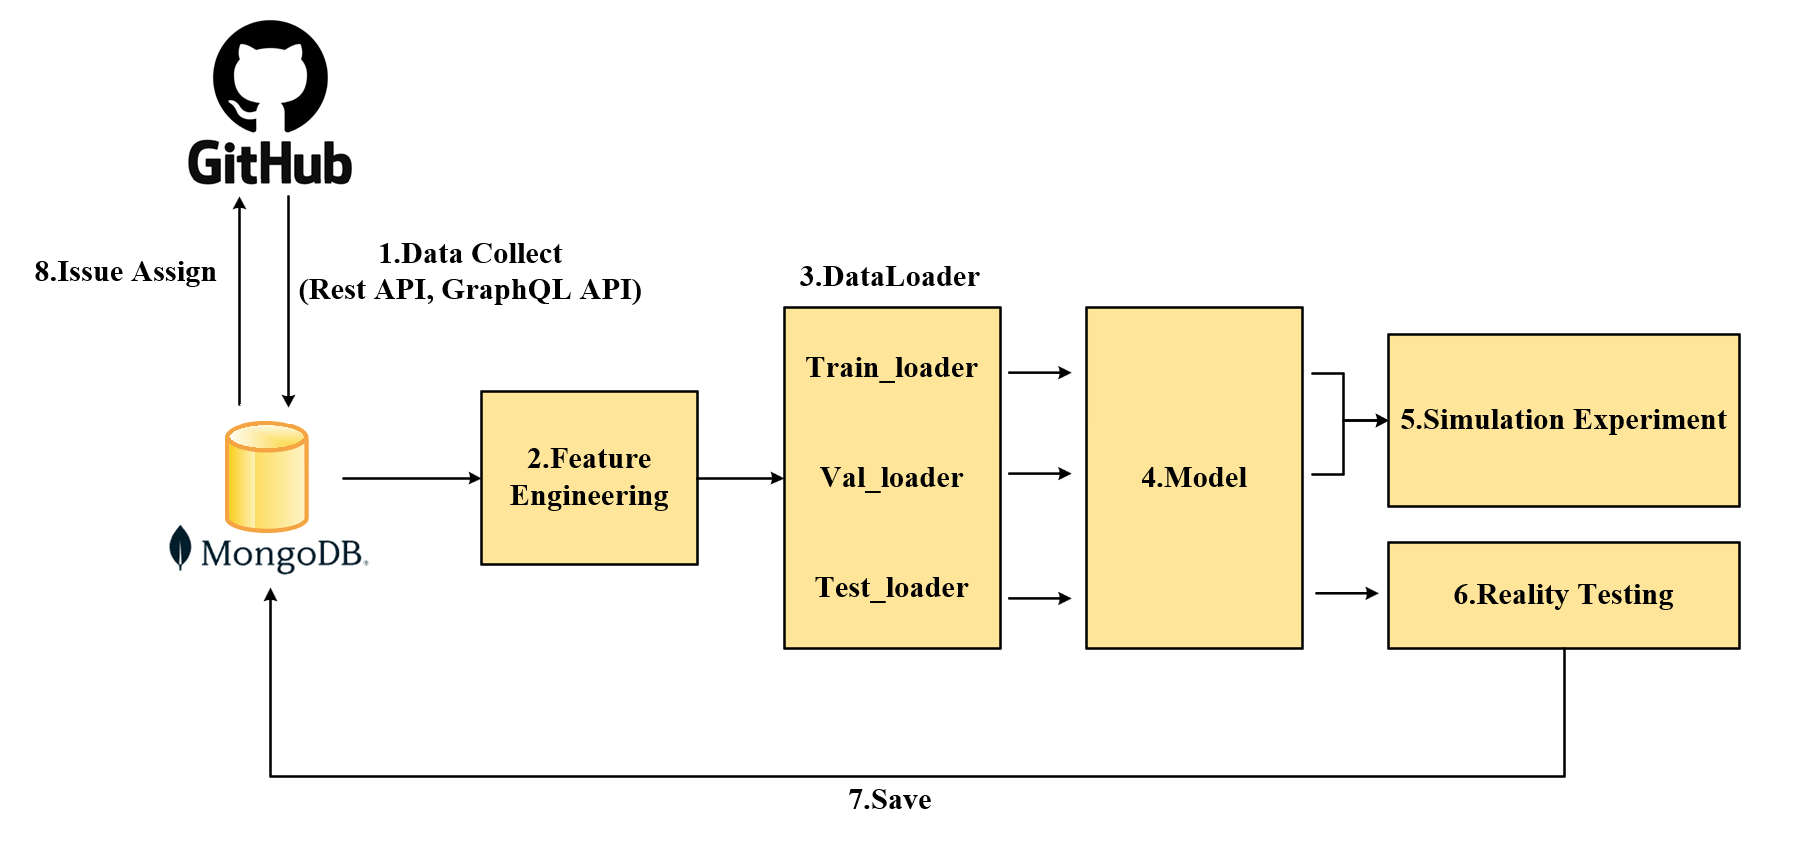 GitHub
8.Issue Assign
1.Data Collect
(Rest API, GraphQL API)
MongoDB®
2.Feature
Engineering
3.DataLoader
Train_loader
Val_loader
Test_loader
4.Model
5.Simulation Experiment
6.Reality Testing
7.Save